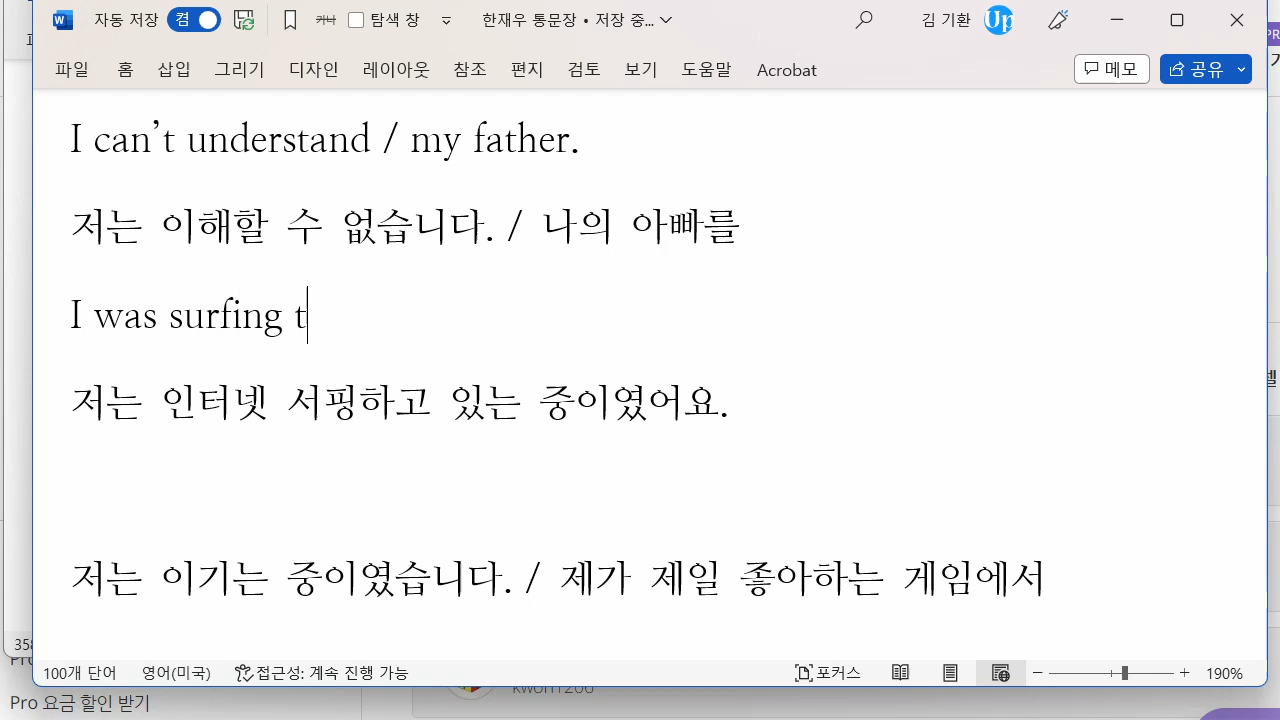 자동 저장 켬 가나 탐색 창 한재우 통문장 • 저장 중... 김 기환 Up
파일 홈 삽입 그리기 디자인 레이아웃 참조 편지 검토 보기 도움말 Acrobat 메모 공유
I can’t understand / my father.
저는 이해할 수 없습니다. / 나의 아빠를
I was surfing t
저는 인터넷 서핑하고 있는 중이였어요.
저는 이기는 중이였습니다. / 제가 제일 좋아하는 게임에서
358
100개 단어 영어(미국) 접근성: 계속 진행 가능 포커스 190%
Pro 요금 할인 받기